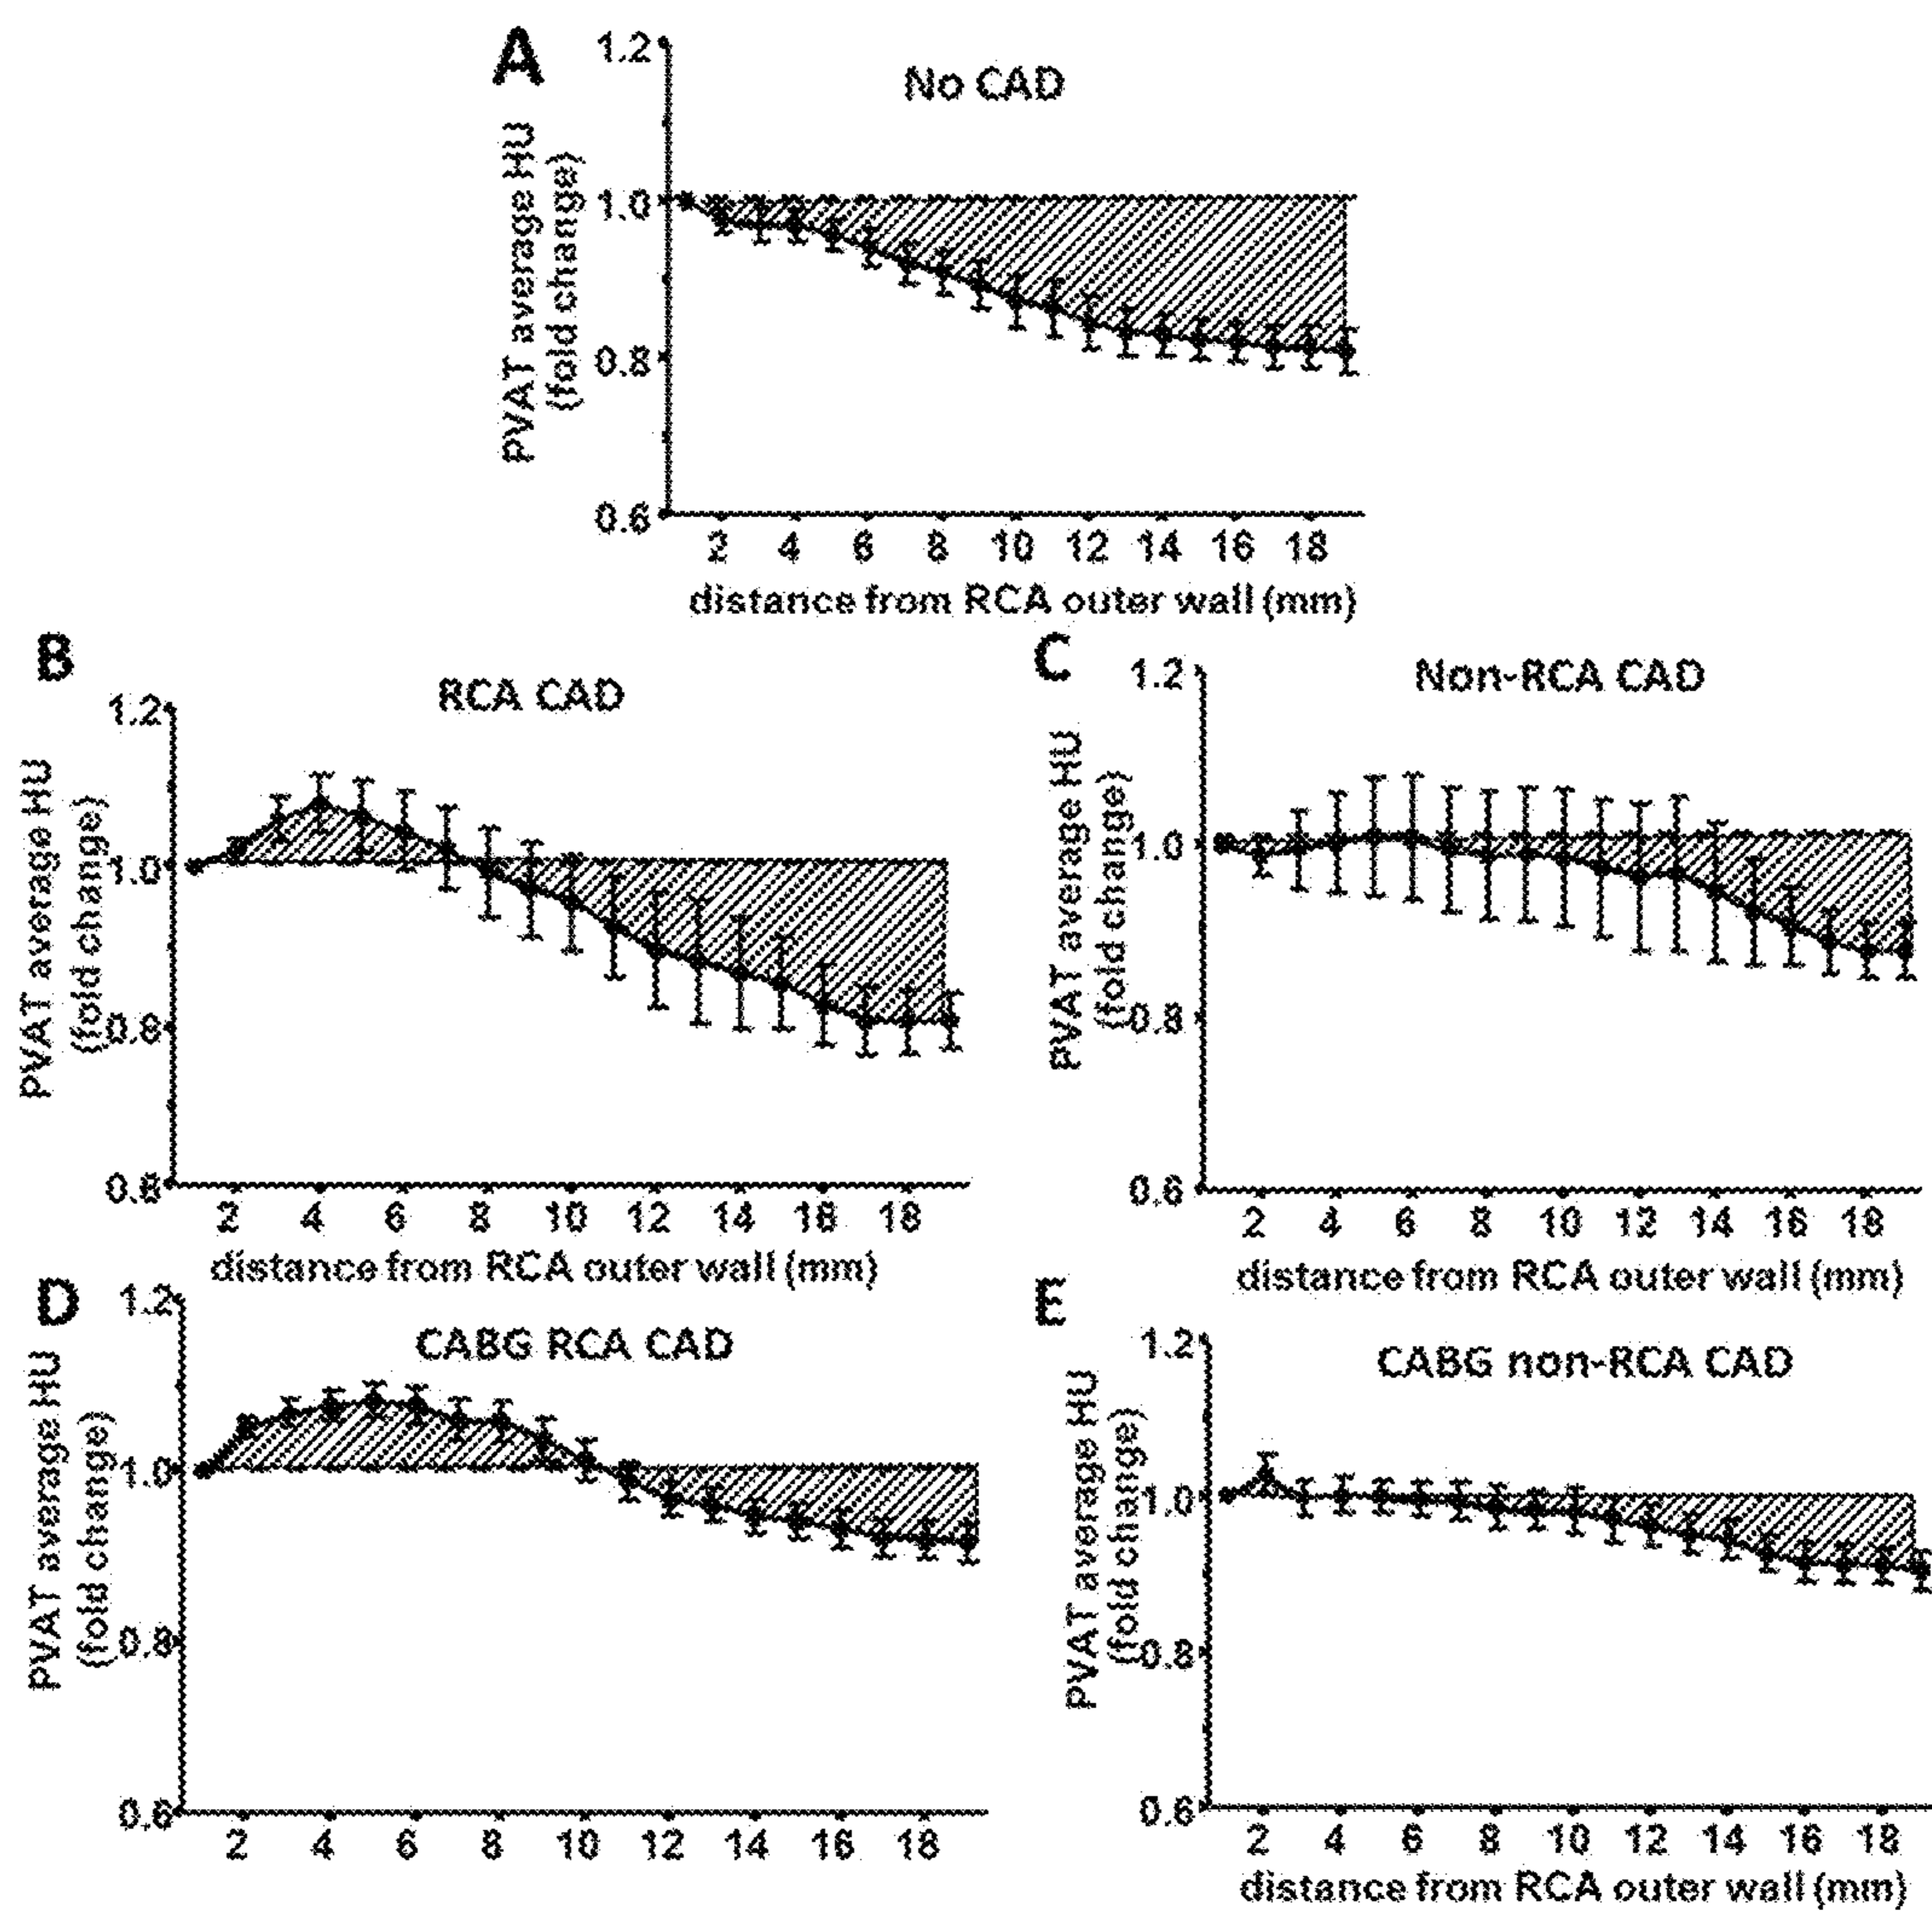 A
No CAD
PVAT average HU
(fold change)
1.2
1.0
0.8
0.6
2 4 6 8 10 12 14 16 18
distance from RCA outer wall (mm)
B
RCA CAD
PVAT average HU
(fold change)
1.2
1.0
0.8
0.6
2 4 6 8 10 12 14 16 18
distance from RCA outer wall (mm)
C
Non-RCA CAD
PVAT average HU
(fold change)
1.2
1.0
0.8
0.6
2 4 6 8 10 12 14 16 18
distance from RCA outer wall (mm)
D
CABG RCA CAD
PVAT average HU
(fold change)
1.2
1.0
0.8
0.6
2 4 6 8 10 12 14 16 18
E
CABG non-RCA CAD
PVAT average HU
(fold change)
1.2
1.0
0.8
0.6
2 4 6 8 10 12 14 16 18
distance from RCA outer wall (mm)